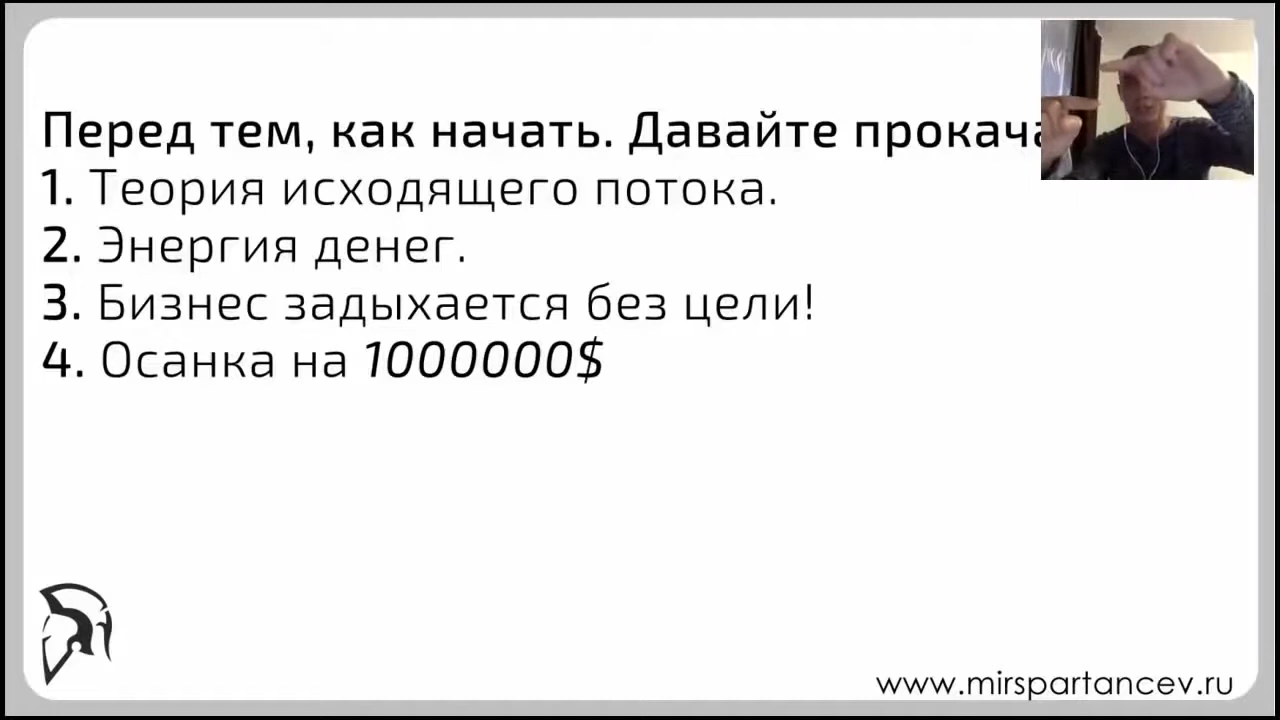 Перед тем, как начать. Давайте
1. Теория исходящего потока.
2. Энергия денег.
3. Бизнес задыхается без цели!
4. Осанка на 1000000$
www.mirspartancev.ru